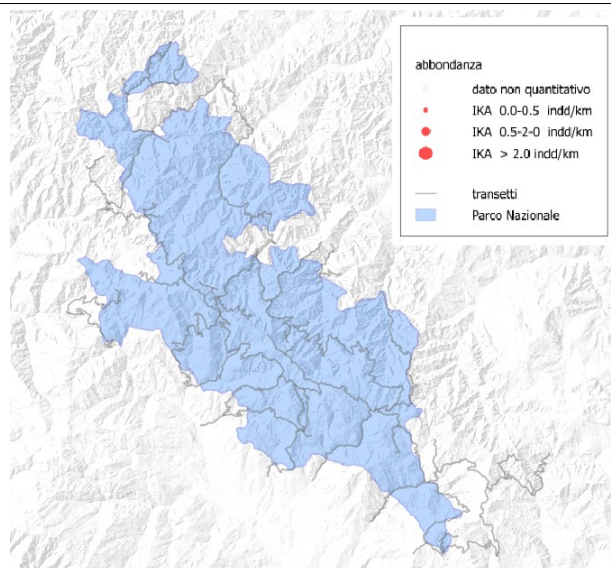 abbondanza
dato non quantitativo
IKA 0.0-0.5 indd/km
IKA 0.5-2-0 indd/km
IKA > 2.0 indd/km
transetti
Parco Nazionale